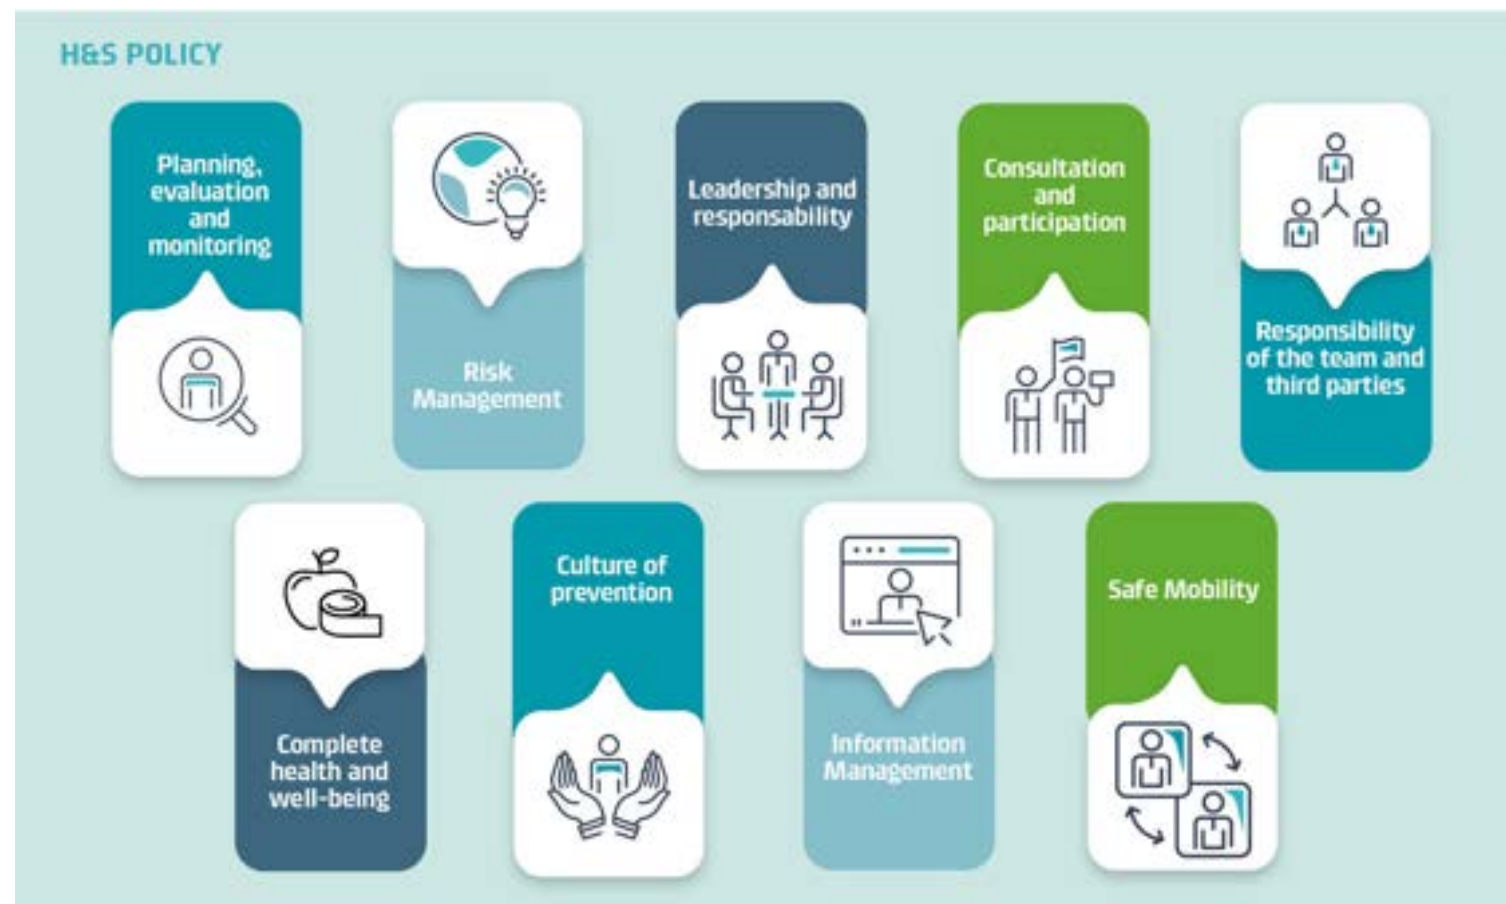 H&S POLICY
Planning,
evaluation
and
monitoring
Risk
Management
Leadership and
responsability
Consultation
and
participation
Responsibility
of the team and
third parties
Complete
health and
well-being
Culture of
prevention
Information
Management
Safe Mobility